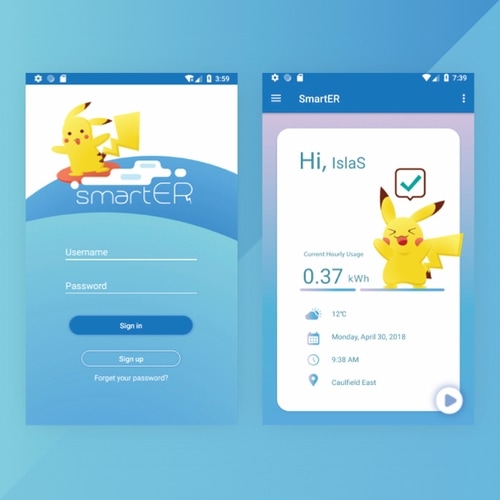 3:59
smartER
Username
Password
Sign in
Sign up
Forget your password?
7:39
SmartER
Hi, IslaS
Current Hourly Usage
0.37 kWh
12℃
Monday, April 30, 2018
9:38 AM
Caulfield East